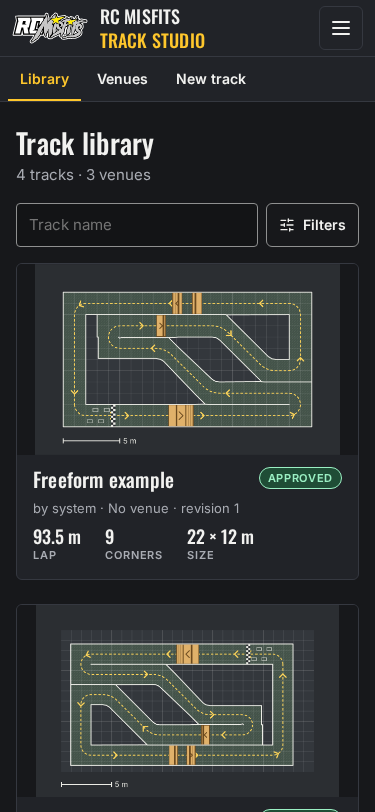 RC Misfits
RC MISFITS
TRACK STUDIO
Library
Venues
New track
Track library
4 tracks · 3 venues
Track name
Filters
5 m
Freeform example
APPROVED
by system · No venue · revision 1
93.5 m
9
22 × 12 m
LAP
CORNERS
SIZE
5 m